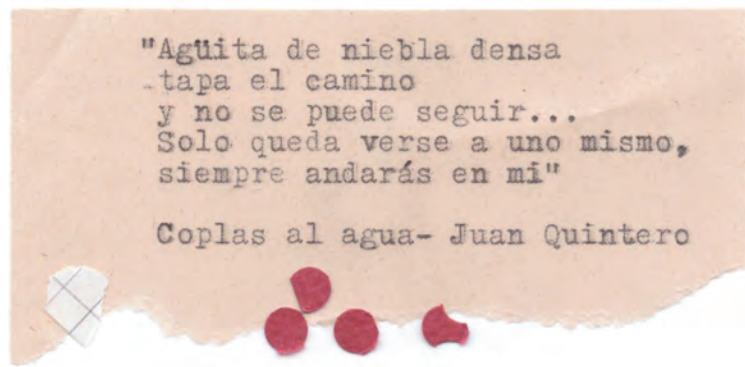 "Agüita de niebla densa
tapa el camino
y no se puede seguir...
Solo queda verse a uno mismo,
siempre andarás en mí"
Coplas al agua- Juan Quintero